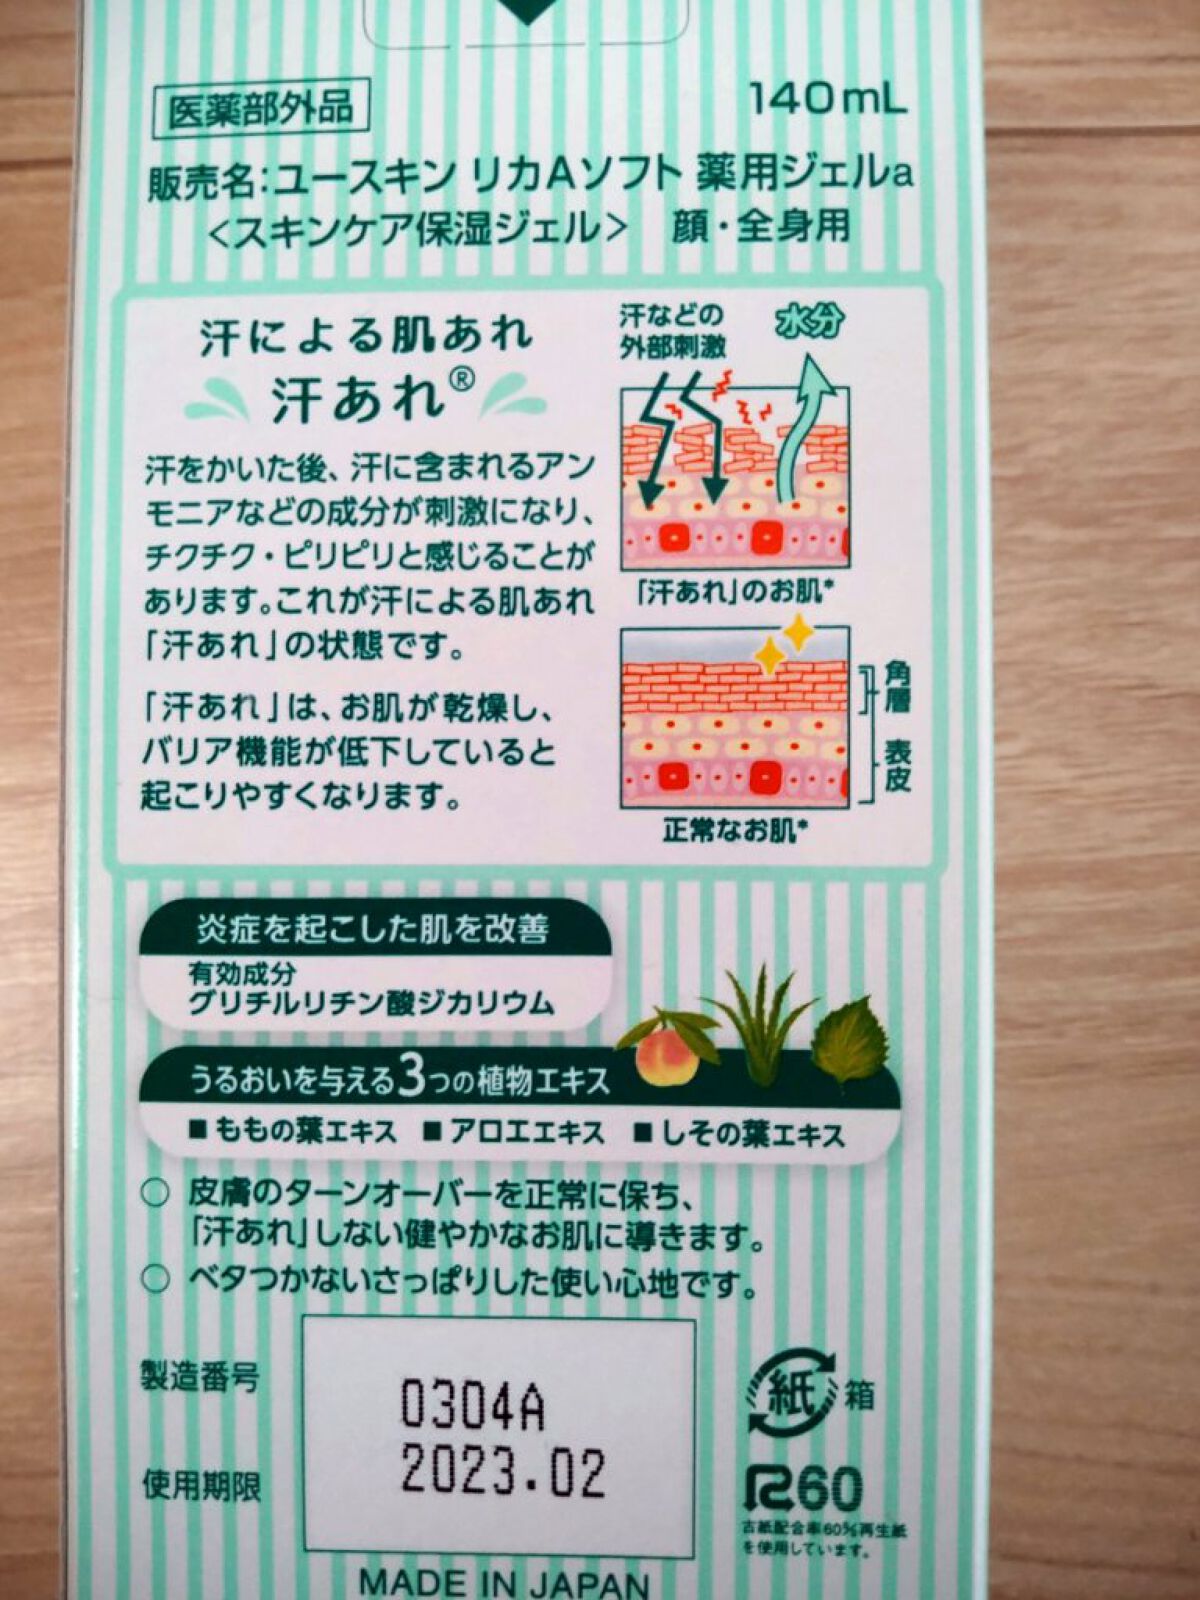 医薬部外品
140mL
販売名:ユースキン リカAソフト 薬用ジェルa
<スキンケア保湿ジェル> 顔・全身用
汗による肌あれ
汗あれ®
汗をかいた後、汗に含まれるアン
モニアなどの成分が刺激になり、
チクチク・ピリピリと感じることが
あります。これが汗による肌あれ
「汗あれ」の状態です。
「汗あれ」は、お肌が乾燥し、
バリア機能が低下していると
起こりやすくなります。
汗などの
外部刺激
水分
「汗あれ」のお肌*
角層
表皮
正常なお肌*
炎症を起こした肌を改善
有効成分
グリチルリチン酸ジカリウム
うるおいを与える3つの植物エキス
■ ももの葉エキス ■ アロエエキス ■ しその葉エキス
○ 皮膚のターンオーバーを正常に保ち、
「汗あれ」しない健やかなお肌に導きます。
○ ベタつかないさっぱりした使い心地です。
製造番号
0304A
使用期限
2023.02
紙 箱
R60
古紙配合率60%再生紙
を使用しています。
MADE IN JAPAN